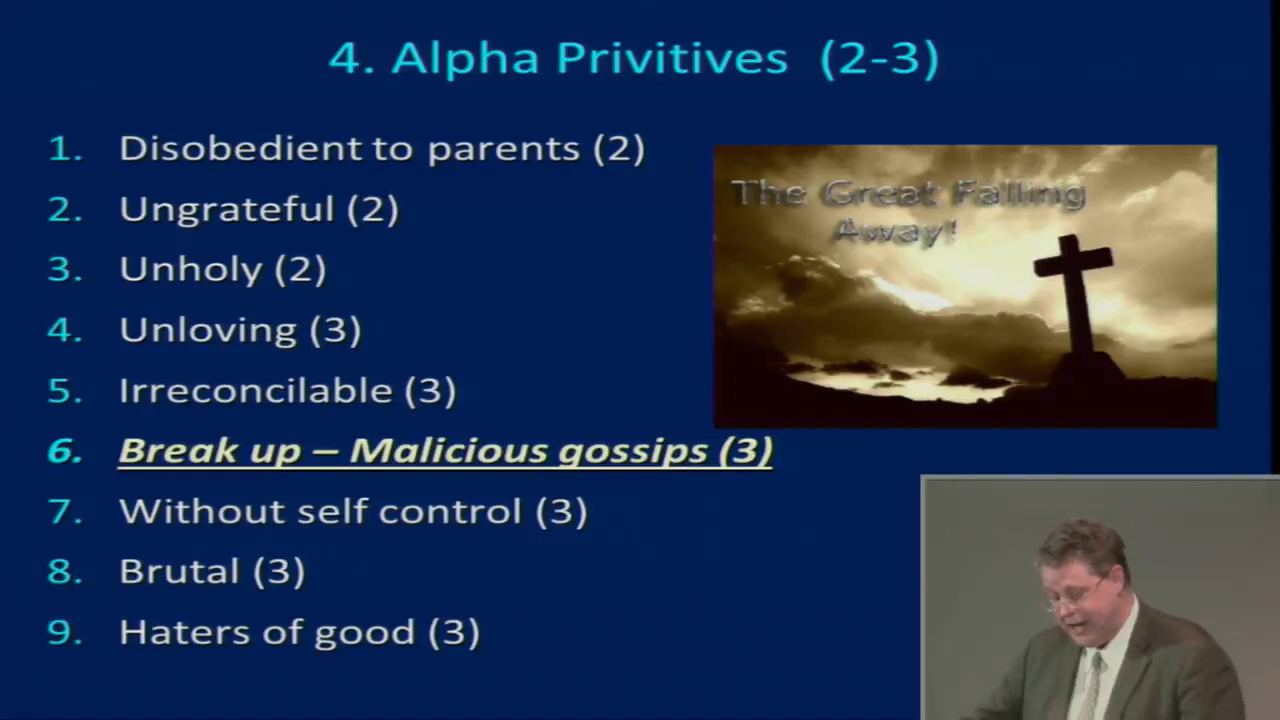 4. Alpha Privitives (2-3)
1. Disobedient to parents (2)
2. Ungrateful (2)
3. Unholy (2)
4. Unloving (3)
5. Irreconcilable (3)
6. Break up – Malicious gossips (3)
7. Without self control (3)
8. Brutal (3)
9. Haters of good (3)
The Great Falling
Away!